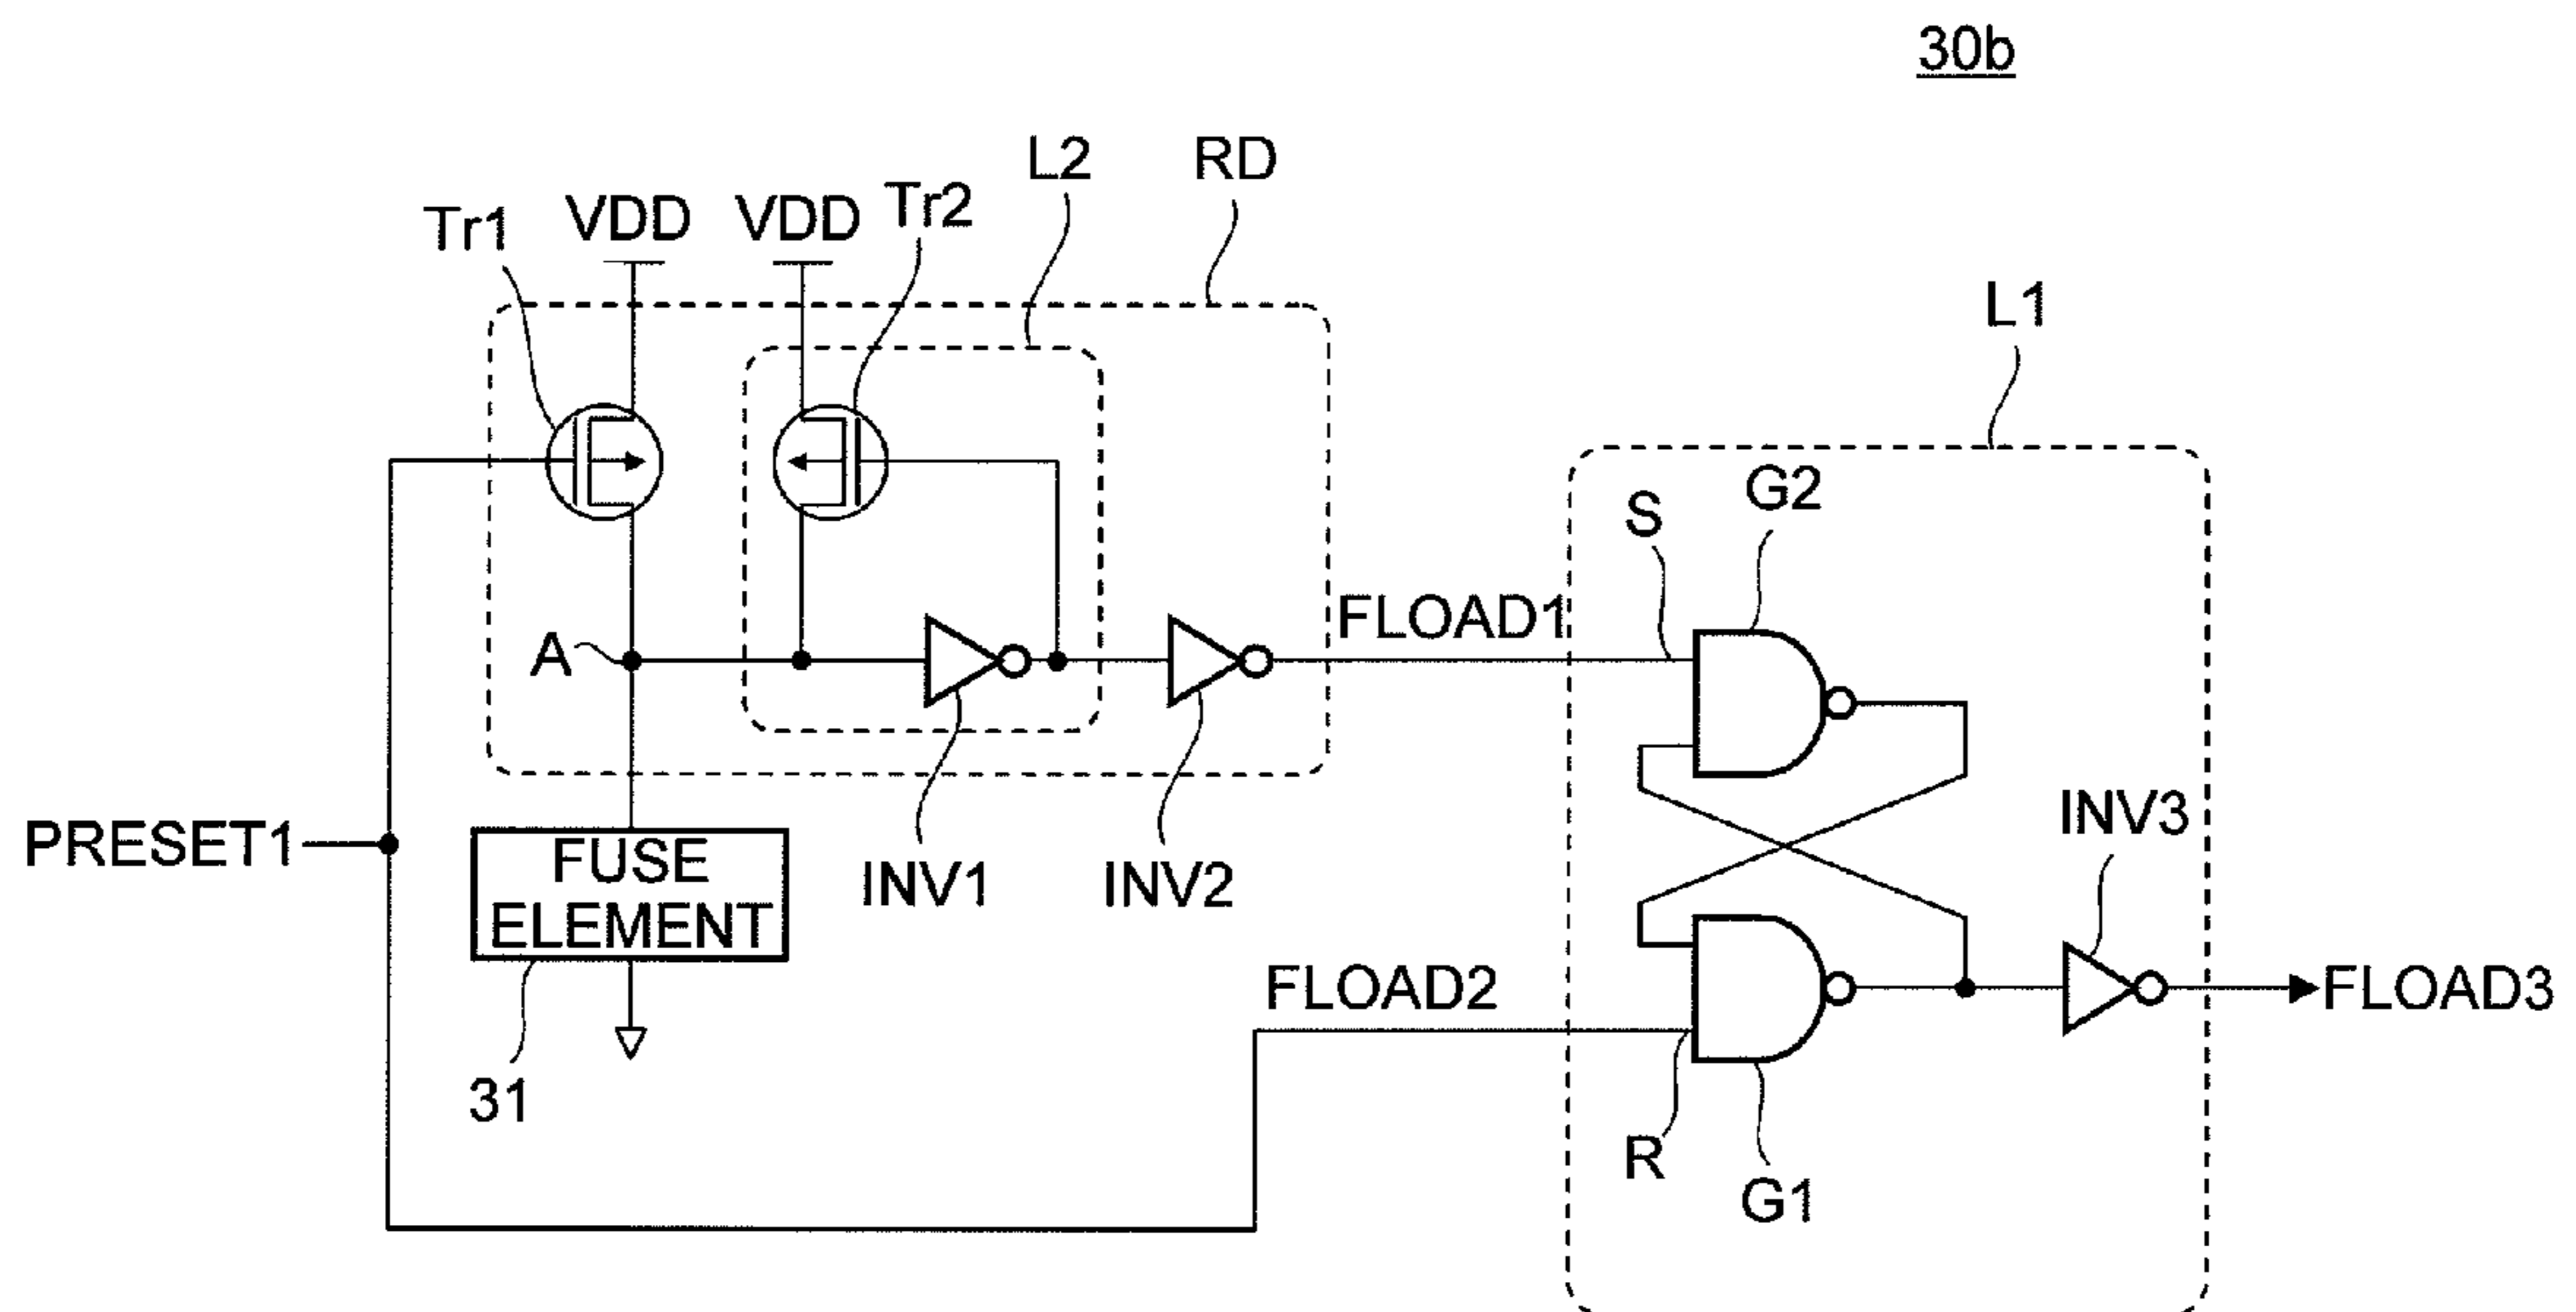 30b
L2
RD
Tr1
VDD
VDD
Tr2
L1
S
G2
FLOAD1
A
INV3
PRESET1
FUSE
ELEMENT
INV1
INV2
FLOAD2
FLOAD3
31
R
G1